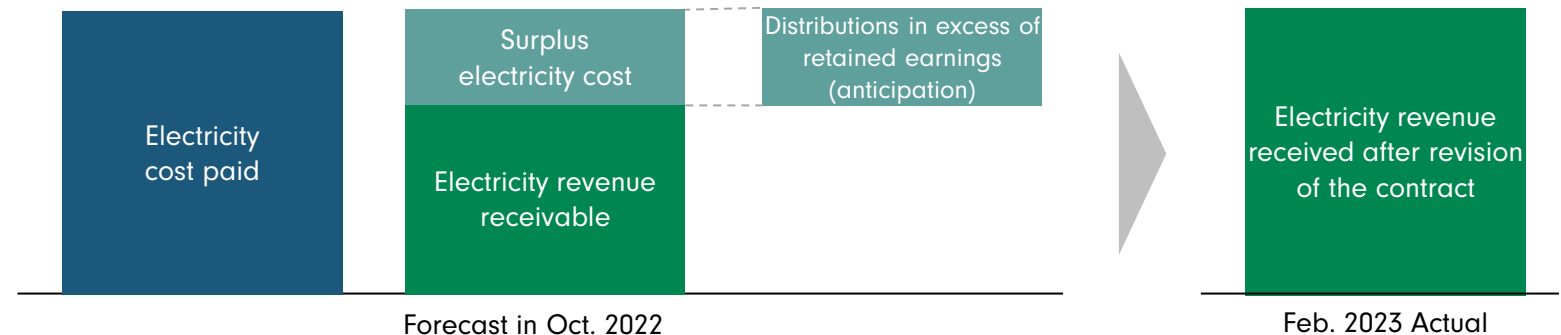 Electricity
cost paid
Surplus
electricity cost
Electricity revenue
receivable
Distributions in excess of
retained earnings
(anticipation)
Forecast in Oct. 2022
Electricity revenue
received after revision
of the contract
Feb. 2023 Actual